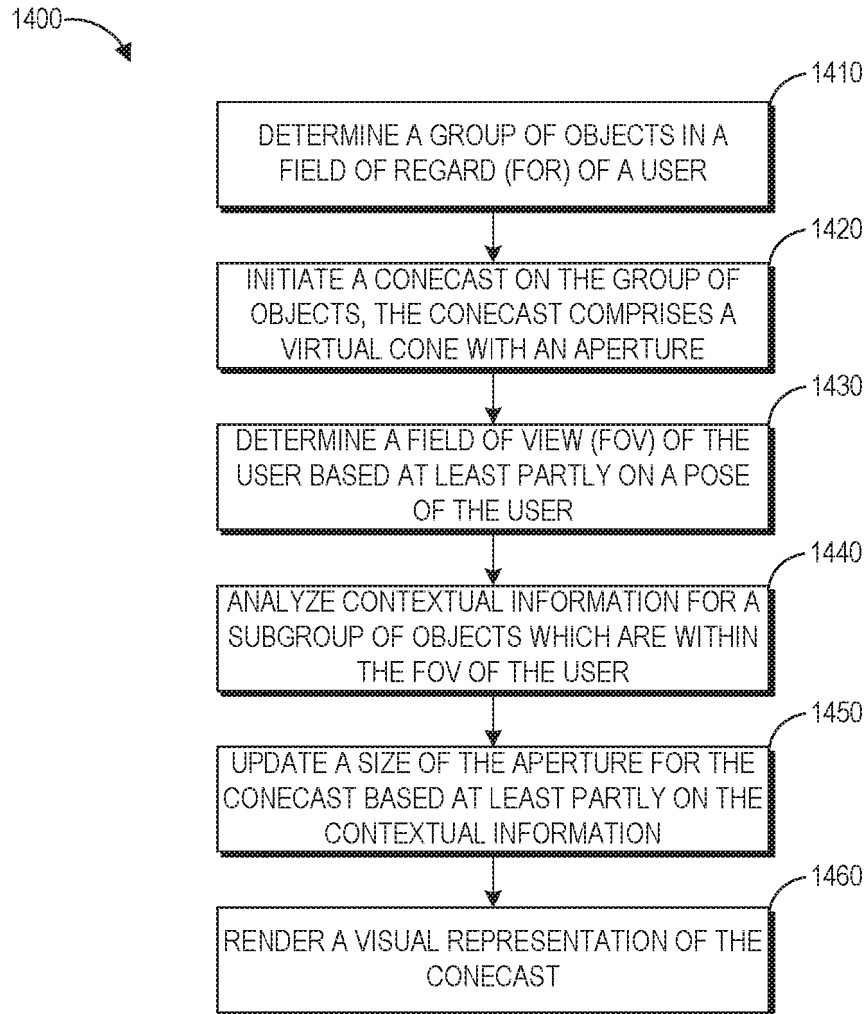 1400
1410
DETERMINE A GROUP OF OBJECTS IN A
FIELD OF REGARD (FOR) OF A USER
1420
INITIATE A CONECAST ON THE GROUP OF
OBJECTS, THE CONECAST COMPRISES A
VIRTUAL CONE WITH AN APERTURE
1430
DETERMINE A FIELD OF VIEW (FOV) OF THE
USER BASED AT LEAST PARTLY ON A POSE
OF THE USER
1440
ANALYZE CONTEXTUAL INFORMATION FOR A
SUBGROUP OF OBJECTS WHICH ARE WITHIN
THE FOV OF THE USER
1450
UPDATE A SIZE OF THE APERTURE FOR THE
CONECAST BASED AT LEAST PARTLY ON THE
CONTEXTUAL INFORMATION
1460
RENDER A VISUAL REPRESENTATION OF THE
CONECAST